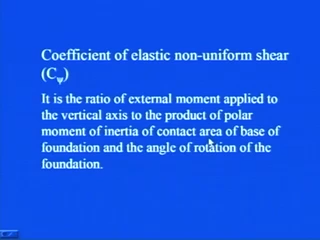 Coefficient of elastic non-uniform shear
(Cψ)
It is the ratio of external moment applied to
the vertical axis to the product of polar
moment of inertia of contact area of base of
foundation and the angle of rotation of the
foundation.